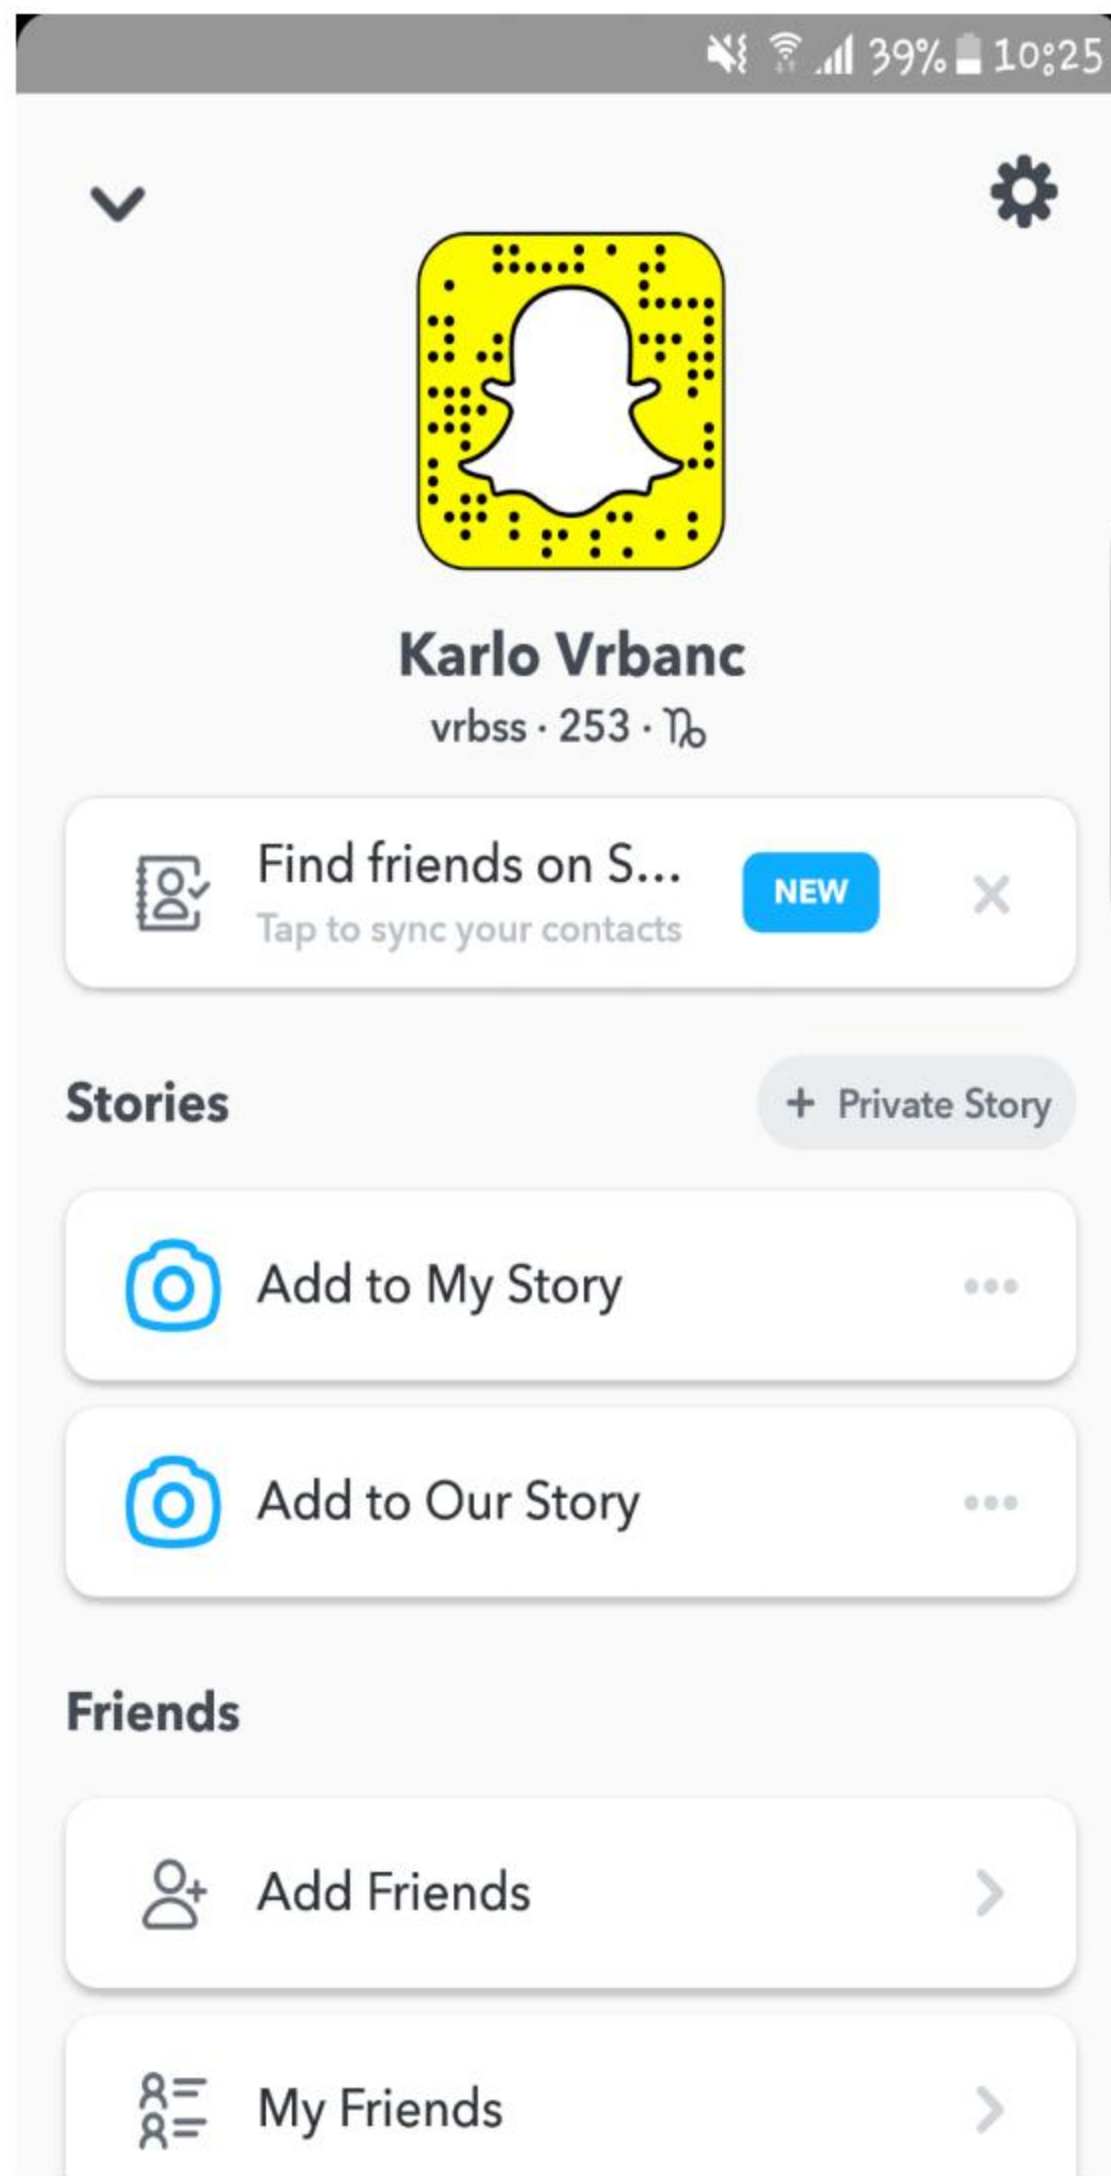 39% 10:25
Karlo Vrbanc
vrbss · 253 · ♑
Find friends on S...
Tap to sync your contacts
NEW
Stories
+ Private Story
Add to My Story
Add to Our Story
Friends
Add Friends
My Friends